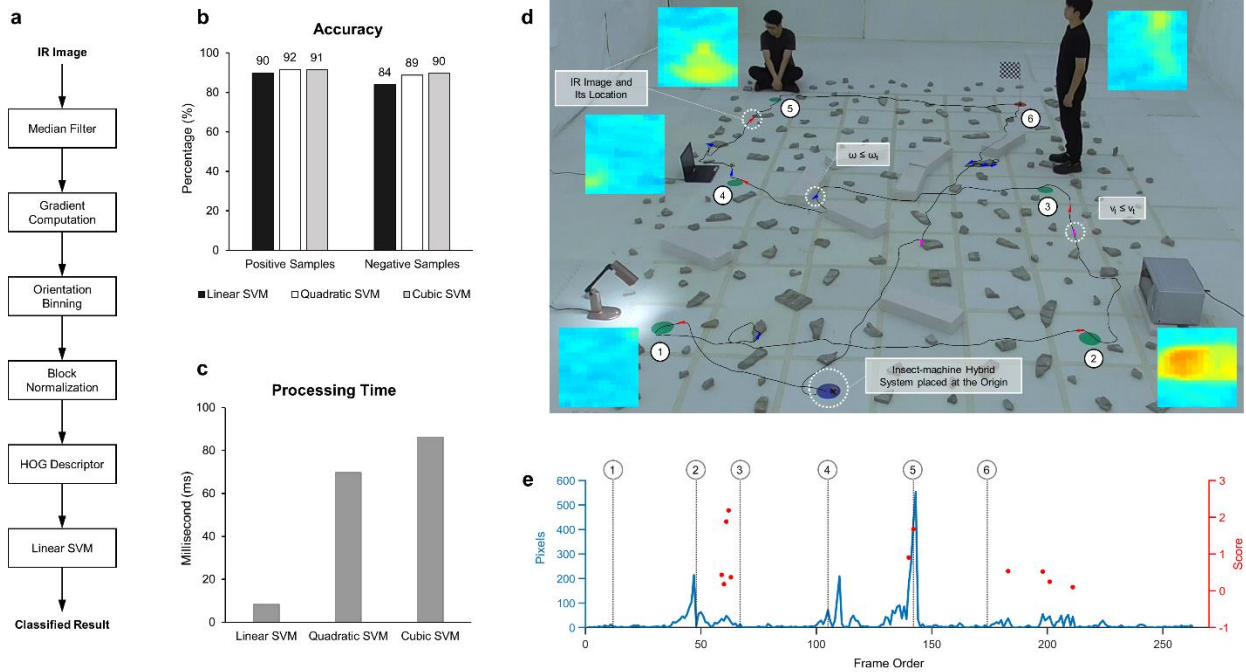 a
IR Image
Median Filter
Gradient
Computation
Orientation
Binning
Block
Normalization
HOG Descriptor
Linear SVM
Classified Result
b
Accuracy
Percentage (%)
100
80
60
40
20
0
90
92
91
84
89
90
Positive Samples
Negative Samples
Linear SVM
Quadratic SVM
Cubic SVM
c
Processing Time
Millisecond (ms)
100
80
60
40
20
0
Linear SVM
Quadratic SVM
Cubic SVM
d
IR Image and
Its Location
5
6
ω ≤ ωₜ
4
3
vᵢ ≤ vₜ
1
2
Insect-machine Hybrid
System placed at the Origin
e
1
2
3
4
5
6
Pixels
600
500
400
300
200
100
0
Score
3
2
1
0
-1
0
50
100
150
200
250
Frame Order